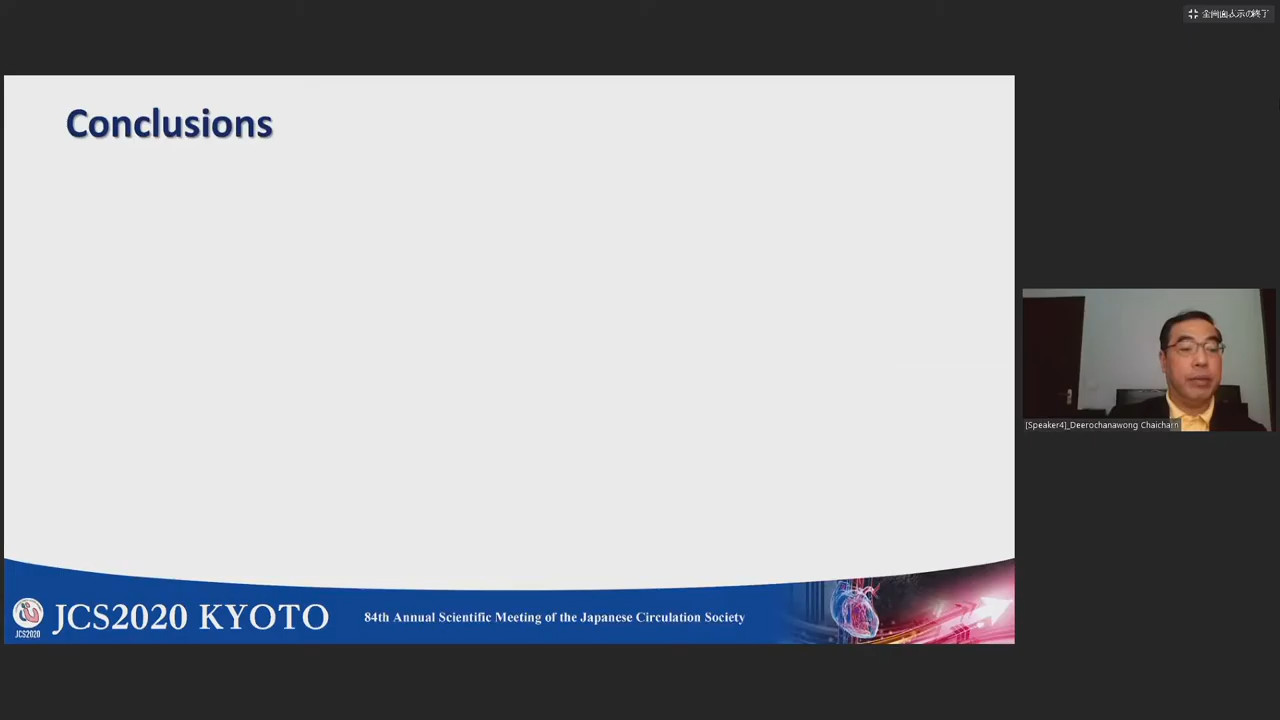 全画面表示の終了
Conclusions
[Speaker4]_Deerochanawong Chaicharn
JCS2020 KYOTO
84th Annual Scientific Meeting of the Japanese Circulation Society
JCS2020